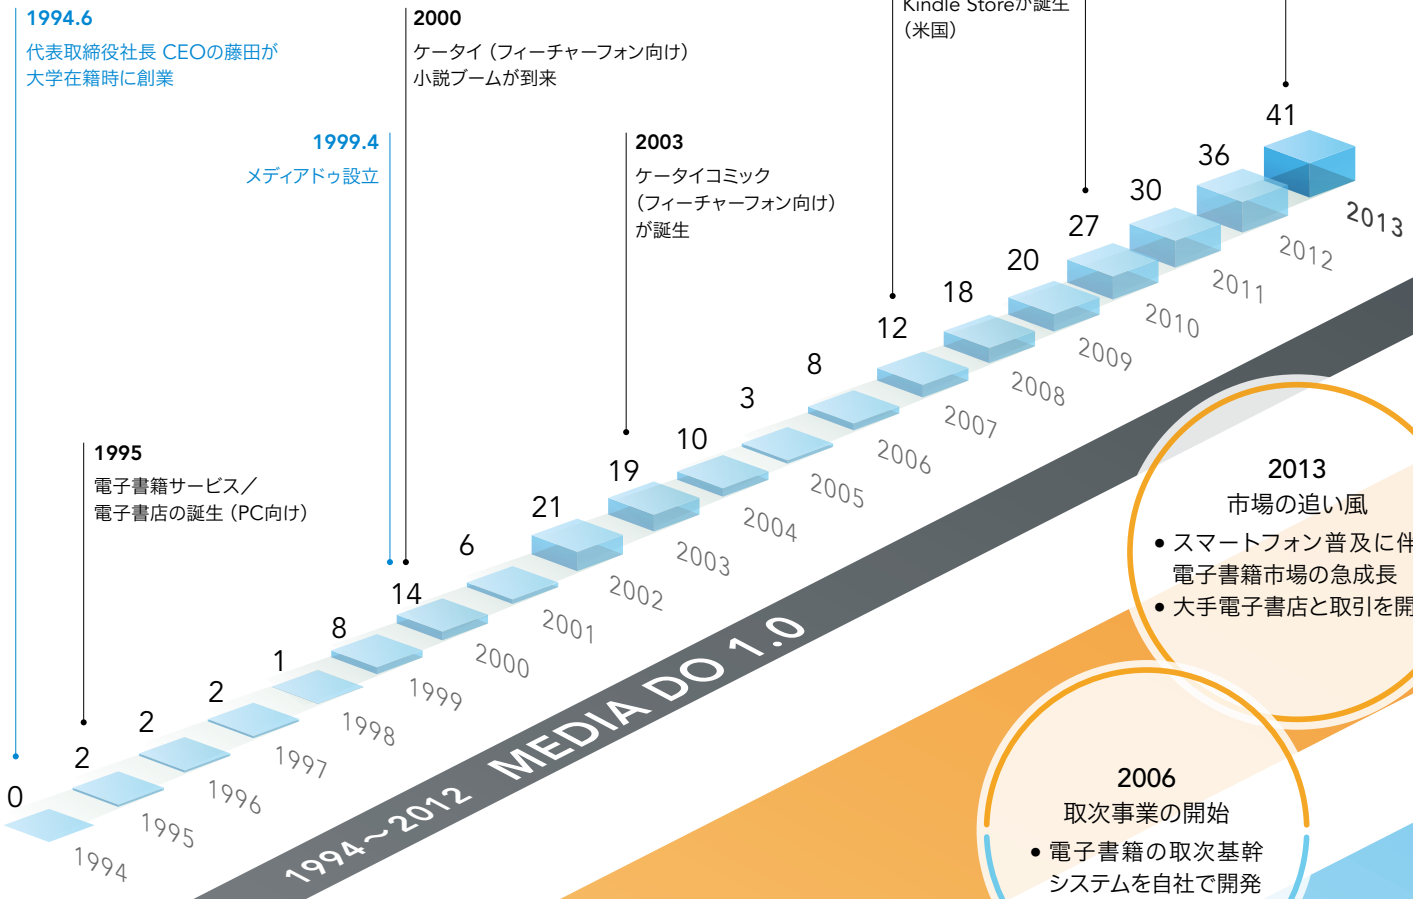 1994.6
代表取締役社長 CEOの藤田が
大学在籍時に創業
2000
ケータイ（フィーチャーフォン向け）
小説ブームが到来
Kindle Storeが誕生
（米国）
1999.4
メディアドゥ設立
2003
ケータイコミック
（フィーチャーフォン向け）
が誕生
1995
電子書籍サービス／
電子書店の誕生（PC向け）
0
2
2
2
1
8
14
6
21
19
10
3
8
12
18
20
27
30
36
41
1994
1995
1996
1997
1998
1999
2000
2001
2002
2003
2004
2005
2006
2007
2008
2009
2010
2011
2012
2013
1994～2012 MEDIA DO 1.0
2013
市場の追い風
● スマートフォン普及に伴
電子書籍市場の急成長
● 大手電子書店と取引を開
2006
取次事業の開始
● 電子書籍の取次基幹
システムを自社で開発